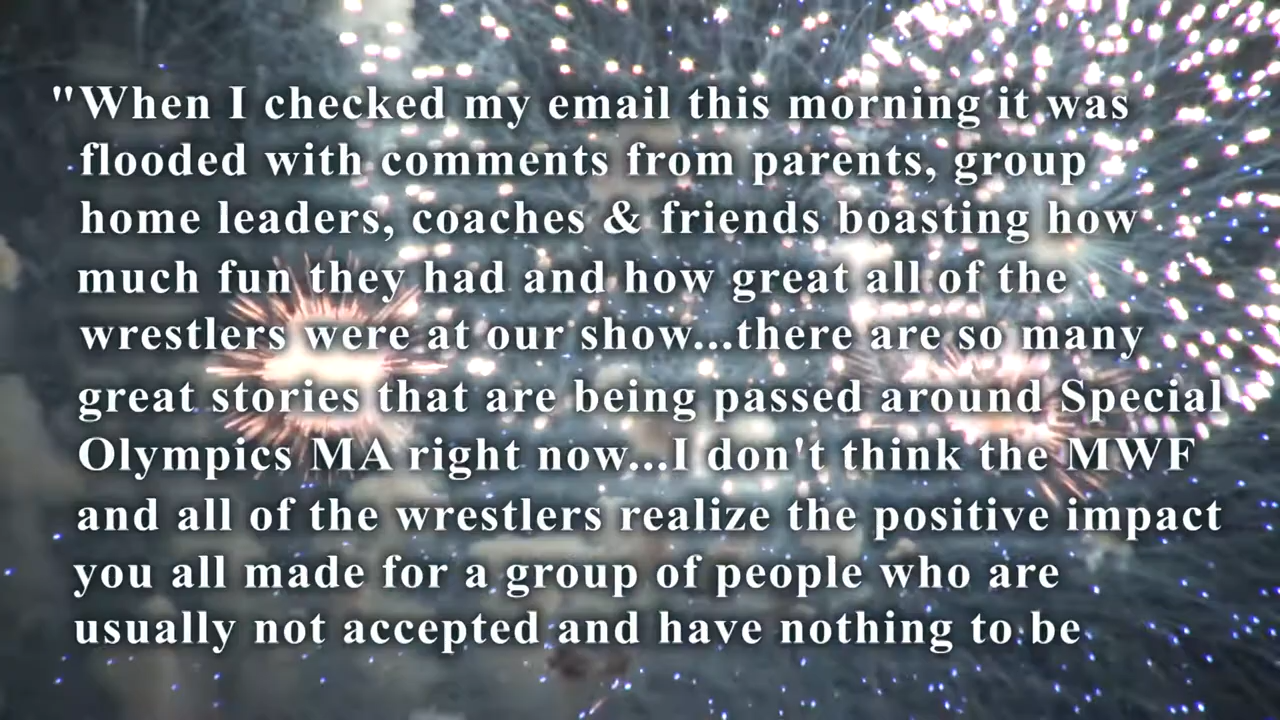 "When I checked my email this morning it was
flooded with comments from parents, group
home leaders, coaches & friends boasting how
much fun they had and how great all of the
wrestlers were at our show...there are so many
great stories that are being passed around Special
Olympics MA right now...I don't think the MWF
and all of the wrestlers realize the positive impact
you all made for a group of people who are
usually not accepted and have nothing to be